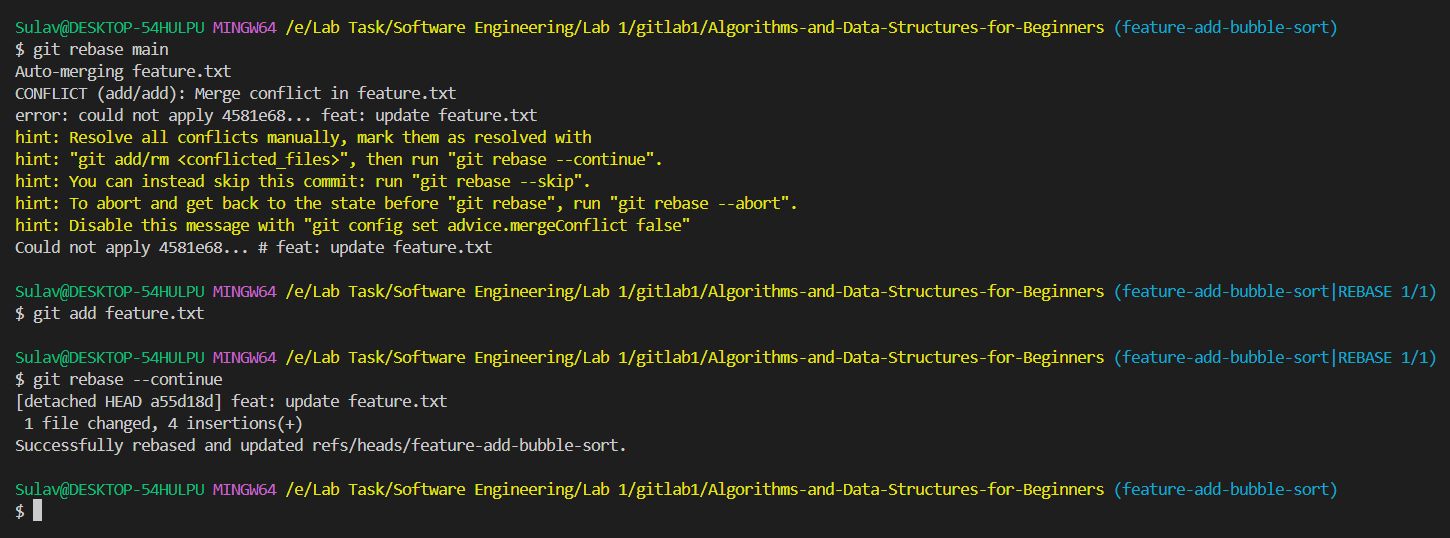 Sulav@DESKTOP-54HULPU MINGW64 /e/Lab Task/Software Engineering/Lab 1/gitlab1/Algorithms-and-Data-Structures-for-Beginners (feature-add-bubble-sort)
$ git rebase main
Auto-merging feature.txt
CONFLICT (add/add): Merge conflict in feature.txt
error: could not apply 4581e68... feat: update feature.txt
hint: Resolve all conflicts manually, mark them as resolved with
hint: "git add/rm <conflicted_files>", then run "git rebase --continue".
hint: You can instead skip this commit: run "git rebase --skip".
hint: To abort and get back to the state before "git rebase", run "git rebase --abort".
hint: Disable this message with "git config set advice.mergeConflict false"
Could not apply 4581e68... # feat: update feature.txt
Sulav@DESKTOP-54HULPU MINGW64 /e/Lab Task/Software Engineering/Lab 1/gitlab1/Algorithms-and-Data-Structures-for-Beginners (feature-add-bubble-sort|REBASE 1/1)
$ git add feature.txt
Sulav@DESKTOP-54HULPU MINGW64 /e/Lab Task/Software Engineering/Lab 1/gitlab1/Algorithms-and-Data-Structures-for-Beginners (feature-add-bubble-sort|REBASE 1/1)
$ git rebase --continue
[detached HEAD a55d18d] feat: update feature.txt
 1 file changed, 4 insertions(+)
Successfully rebased and updated refs/heads/feature-add-bubble-sort.
Sulav@DESKTOP-54HULPU MINGW64 /e/Lab Task/Software Engineering/Lab 1/gitlab1/Algorithms-and-Data-Structures-for-Beginners (feature-add-bubble-sort)
$